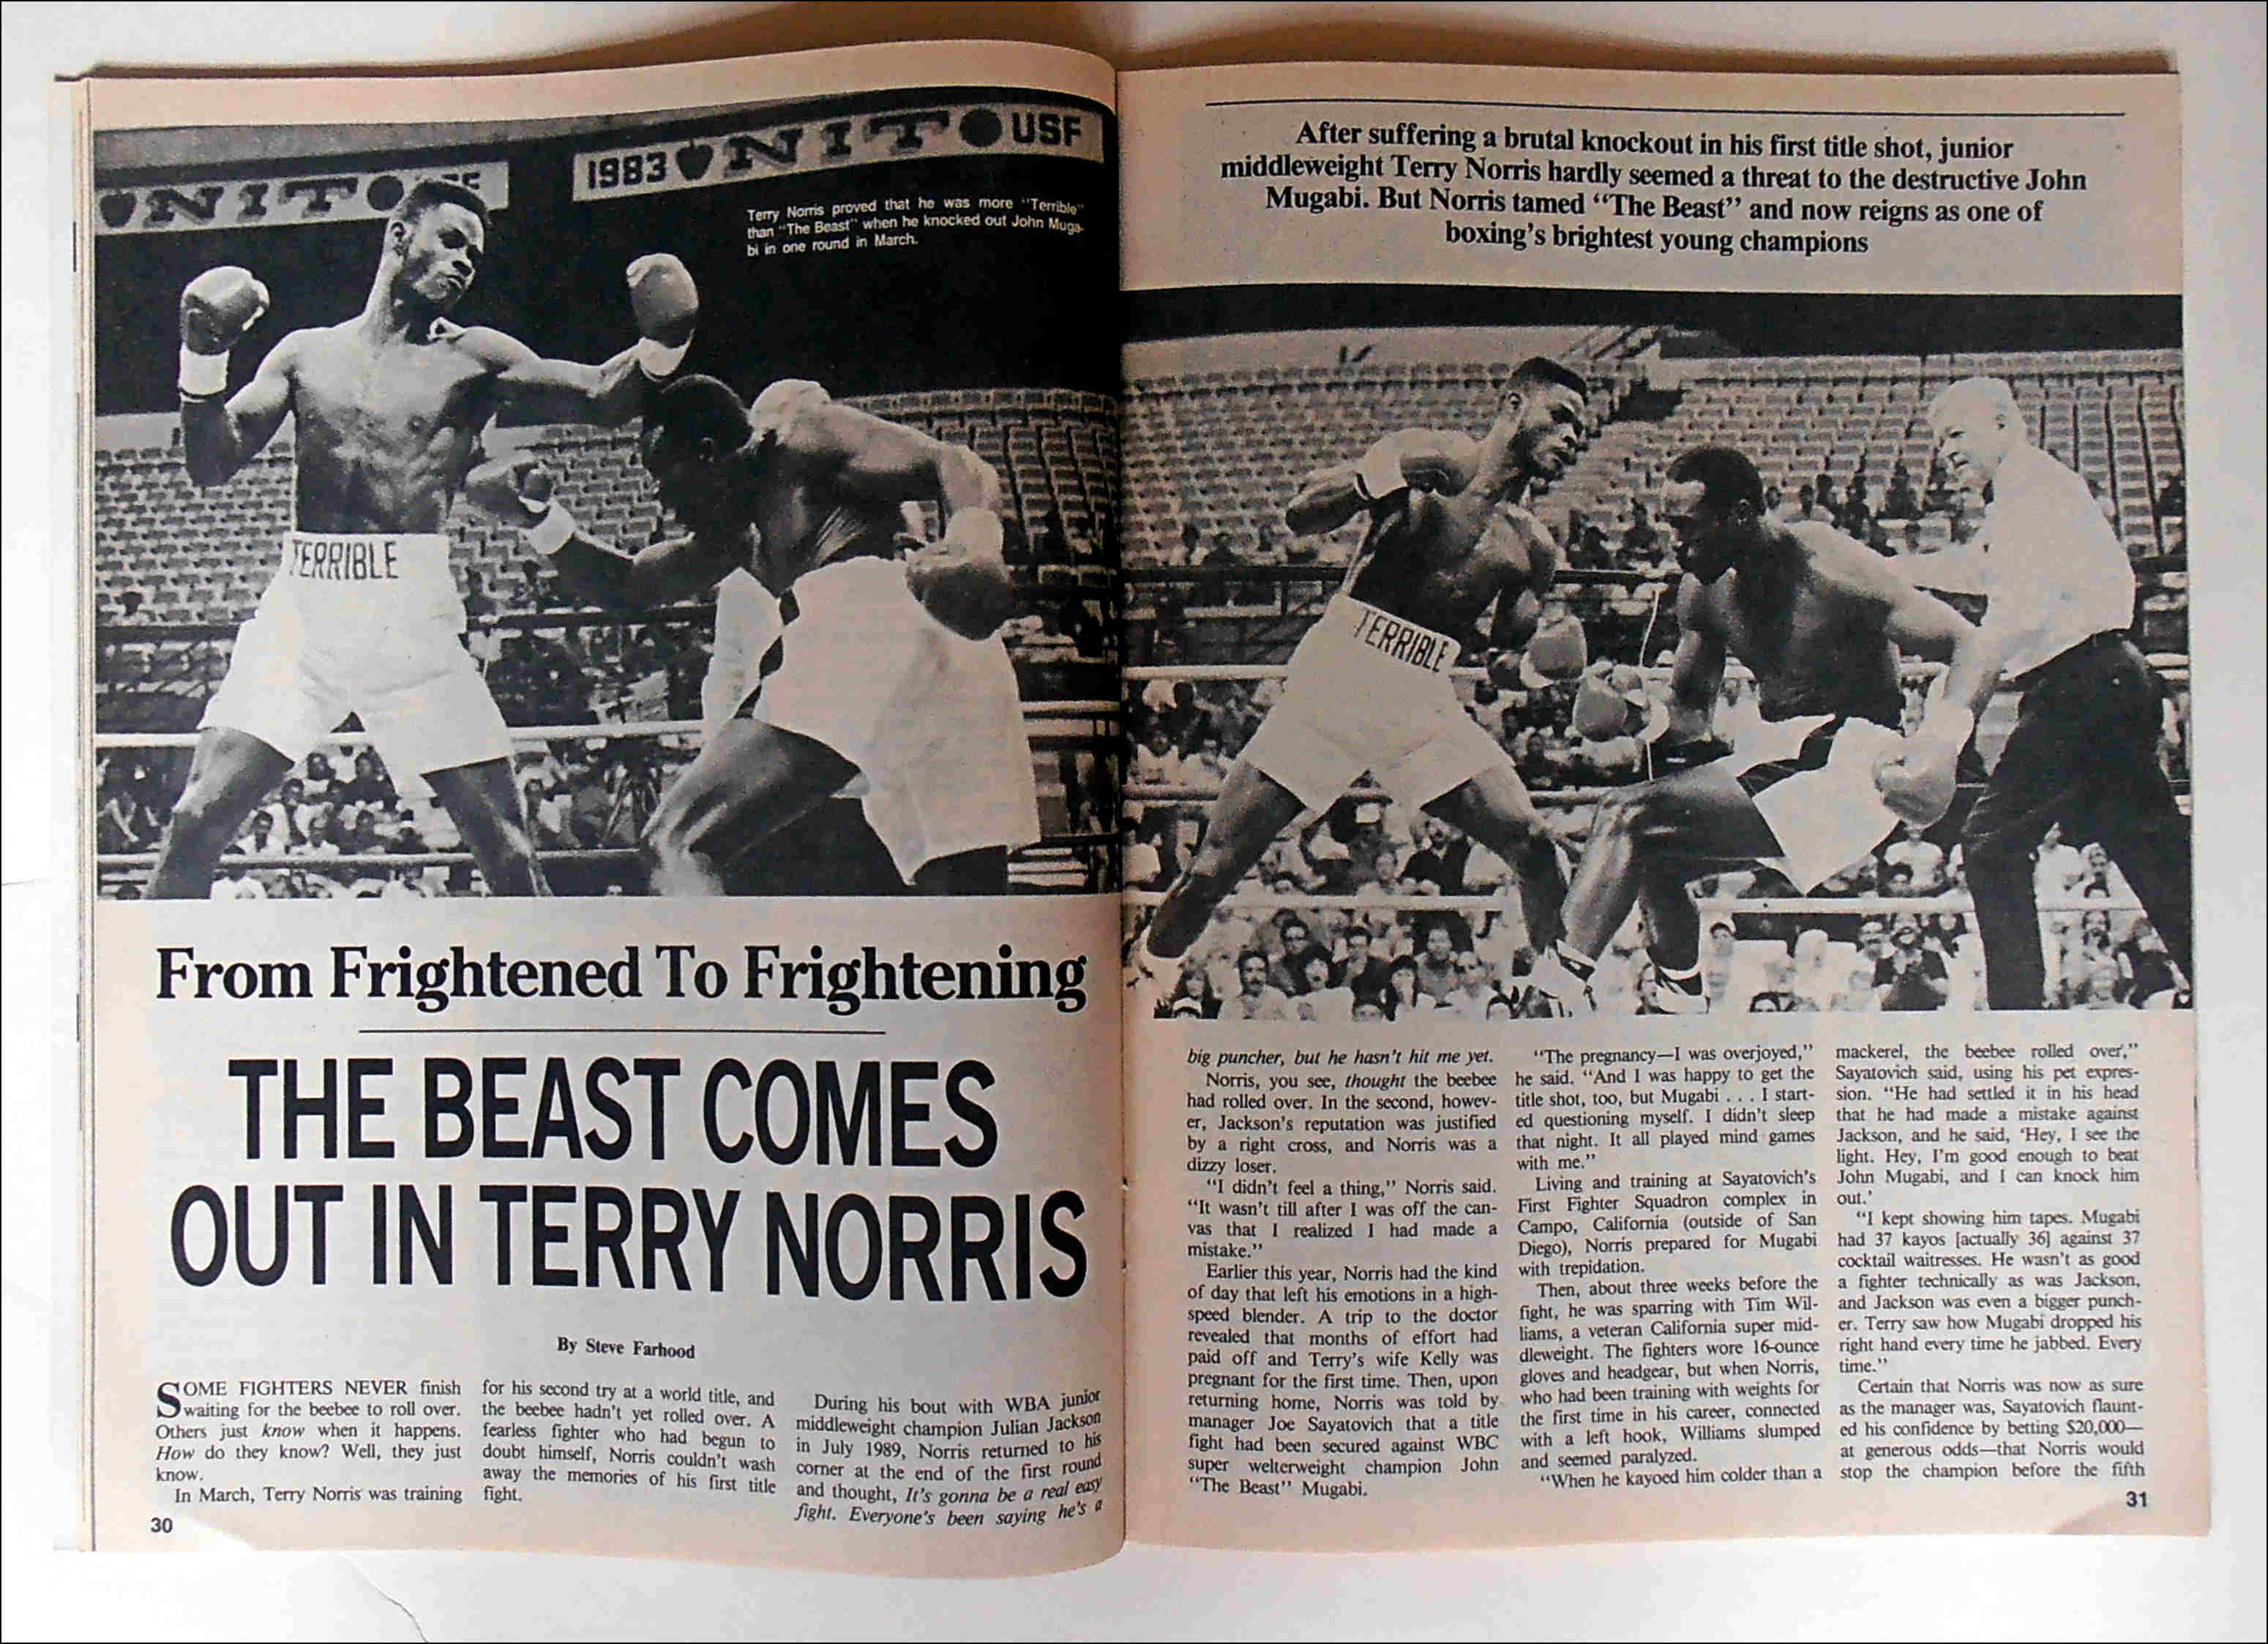 NIT
1983 NIT USF
Terry Norris proved that he was more "Terrible"
than "The Beast" when he knocked out John Muga-
bi in one round in March.
TERRIBLE
From Frightened To Frightening
THE BEAST COMES
OUT IN TERRY NORRIS
By Steve Farhood
SOME FIGHTERS NEVER finish
waiting for the beebee to roll over.
Others just know when it happens.
How do they know? Well, they just
know.
In March, Terry Norris was training
for his second try at a world title, and
the beebee hadn't yet rolled over. A
fearless fighter who had begun to
doubt himself, Norris couldn't wash
away the memories of his first title
fight.
During his bout with WBA junior
middleweight champion Julian Jackson
in July 1989, Norris returned to his
corner at the end of the first round
and thought, It's gonna be a real easy
fight. Everyone's been saying he's a
30
After suffering a brutal knockout in his first title shot, junior
middleweight Terry Norris hardly seemed a threat to the destructive John
Mugabi. But Norris tamed "The Beast" and now reigns as one of
boxing's brightest young champions
TERRIBLE
big puncher, but he hasn't hit me yet.
Norris, you see, thought the beebee
had rolled over. In the second, howev-
er, Jackson's reputation was justified
by a right cross, and Norris was a
dizzy loser.
"I didn't feel a thing," Norris said.
"It wasn't till after I was off the can-
vas that I realized I had made a
mistake."
Earlier this year, Norris had the kind
of day that left his emotions in a high-
speed blender. A trip to the doctor
revealed that months of effort had
paid off and Terry's wife Kelly was
pregnant for the first time. Then, upon
returning home, Norris was told by
manager Joe Sayatovich that a title
fight had been secured against WBC
super welterweight champion John
"The Beast" Mugabi.
"The pregnancy—I was overjoyed,"
he said. "And I was happy to get the
title shot, too, but Mugabi . . . I start-
ed questioning myself. I didn't sleep
that night. It all played mind games
with me."
Living and training at Sayatovich's
First Fighter Squadron complex in
Campo, California (outside of San
Diego), Norris prepared for Mugabi
with trepidation.
Then, about three weeks before the
fight, he was sparring with Tim Wil-
liams, a veteran California super mid-
dleweight. The fighters wore 16-ounce
gloves and headgear, but when Norris,
who had been training with weights for
the first time in his career, connected
with a left hook, Williams slumped
and seemed paralyzed.
"When he kayoed him colder than a
mackerel, the beebee rolled over,"
Sayatovich said, using his pet expres-
sion. "He had settled it in his head
that he had made a mistake against
Jackson, and he said, 'Hey, I see the
light. Hey, I'm good enough to beat
John Mugabi, and I can knock him
out.'
"I kept showing him tapes. Mugabi
had 37 kayos [actually 36] against 37
cocktail waitresses. He wasn't as good
a fighter technically as was Jackson,
and Jackson was even a bigger punch-
er. Terry saw how Mugabi dropped his
right hand every time he jabbed. Every
time."
Certain that Norris was now as sure
as the manager was, Sayatovich flaunt-
ed his confidence by betting $20,000—
at generous odds—that Norris would
stop the champion before the fifth
31